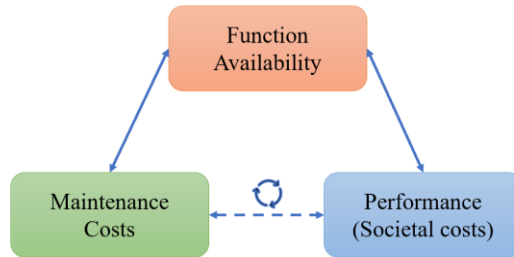 Function
Availability
Maintenance
Costs
Performance
(Societal costs)